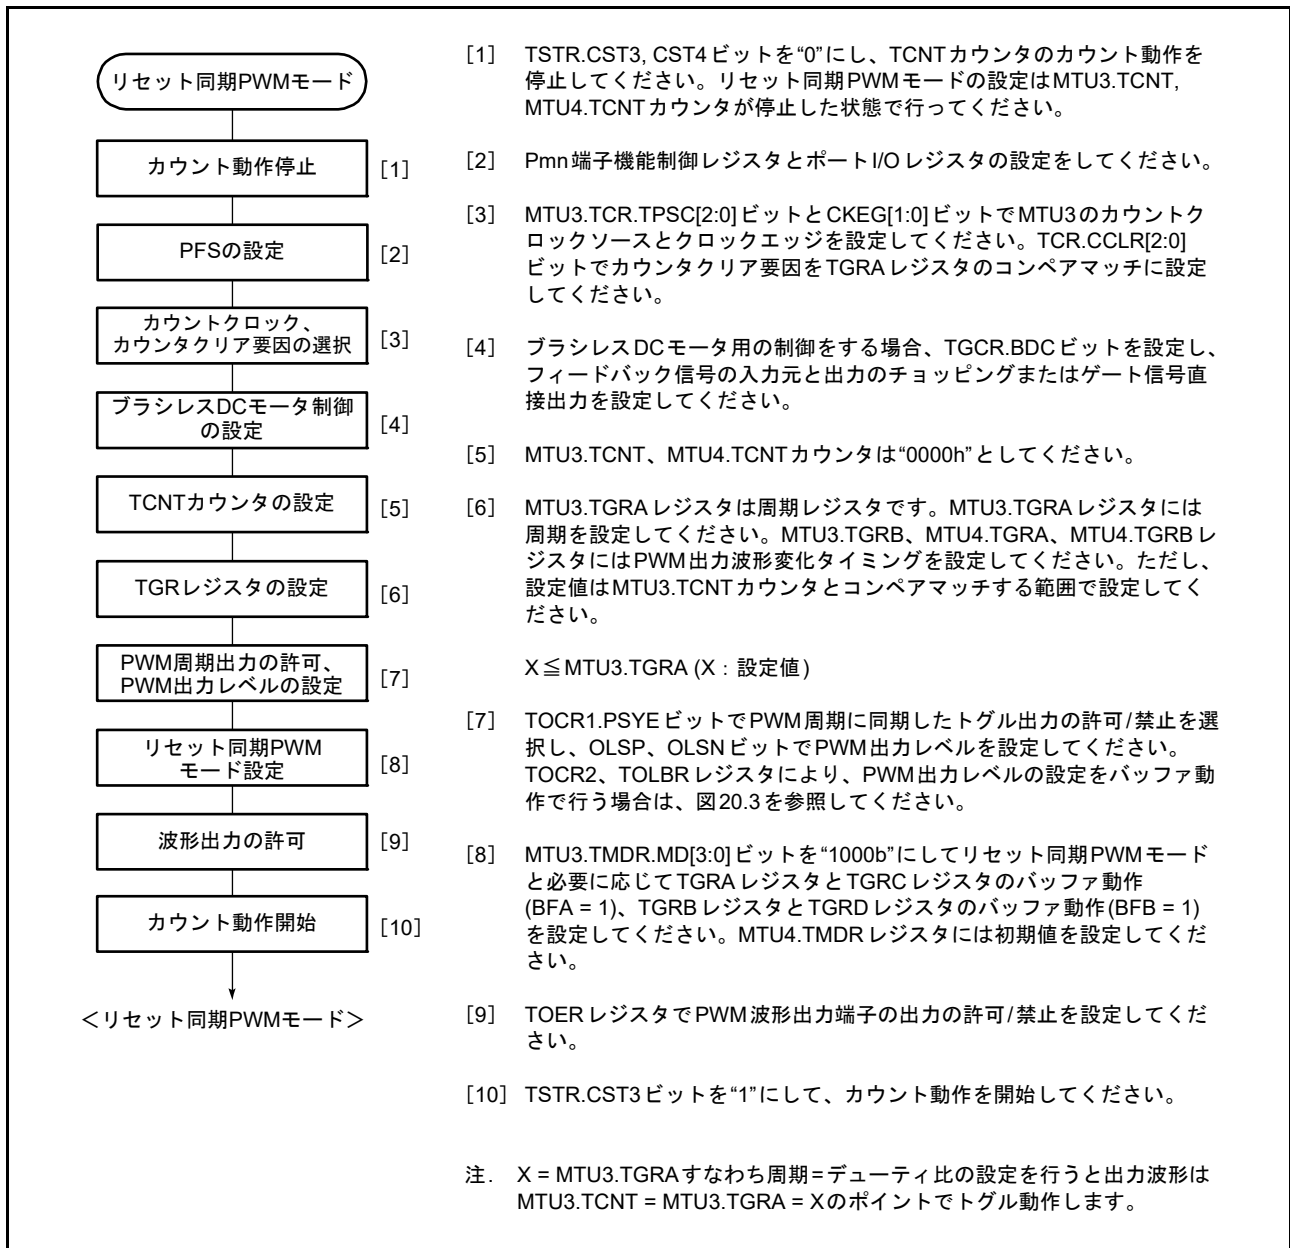 リセット同期PWMモード
カウント動作停止 [1]
PFSの設定 [2]
カウントクロック、
カウンタクリア要因の選択 [3]
ブラシレスDCモータ制御
の設定 [4]
TCNTカウンタの設定 [5]
TGRレジスタの設定 [6]
PWM周期出力の許可、
PWM出力レベルの設定 [7]
リセット同期PWM
モード設定 [8]
波形出力の許可 [9]
カウント動作開始 [10]
＜リセット同期PWMモード＞
[1] TSTR.CST3, CST4ビットを“0”にし、TCNTカウンタのカウント動作を
停止してください。リセット同期PWMモードの設定はMTU3.TCNT,
MTU4.TCNTカウンタが停止した状態で行ってください。
[2] Pmn端子機能制御レジスタとポートI/Oレジスタの設定をしてください。
[3] MTU3.TCR.TPSC[2:0]ビットとCKEG[1:0]ビットでMTU3のカウントク
ロックソースとクロックエッジを設定してください。TCR.CCLR[2:0]
ビットでカウンタクリア要因をTGRAレジスタのコンペアマッチに設定
してください。
[4] ブラシレスDCモータ用の制御をする場合、TGCR.BDCビットを設定し、
フィードバック信号の入力元と出力のチョッピングまたはゲート信号直
接出力を設定してください。
[5] MTU3.TCNT、MTU4.TCNTカウンタは“0000h”としてください。
[6] MTU3.TGRAレジスタは周期レジスタです。MTU3.TGRAレジスタには
周期を設定してください。MTU3.TGRB、MTU4.TGRA、MTU4.TGRBレ
ジスタにはPWM出力波形変化タイミングを設定してください。ただし、
設定値はMTU3.TCNTカウンタとコンペアマッチする範囲で設定してく
ださい。
X≦MTU3.TGRA (X：設定値)
[7] TOCR1.PSYEビットでPWM周期に同期したトグル出力の許可/禁止を選
択し、OLSP、OLSNビットでPWM出力レベルを設定してください。
TOCR2、TOLBRレジスタにより、PWM出力レベルの設定をバッファ動
作で行う場合は、図20.3を参照してください。
[8] MTU3.TMDR.MD[3:0]ビットを“1000b”にしてリセット同期PWMモード
と必要に応じてTGRAレジスタとTGRCレジスタのバッファ動作
(BFA = 1)、TGRBレジスタとTGRDレジスタのバッファ動作(BFB = 1)
を設定してください。MTU4.TMDRレジスタには初期値を設定してくだ
さい。
[9] TOERレジスタでPWM波形出力端子の出力の許可/禁止を設定してくだ
さい。
[10] TSTR.CST3ビットを“1”にして、カウント動作を開始してください。
注. X = MTU3.TGRAすなわち周期=デューティ比の設定を行うと出力波形は
MTU3.TCNT = MTU3.TGRA = Xのポイントでトグル動作します。